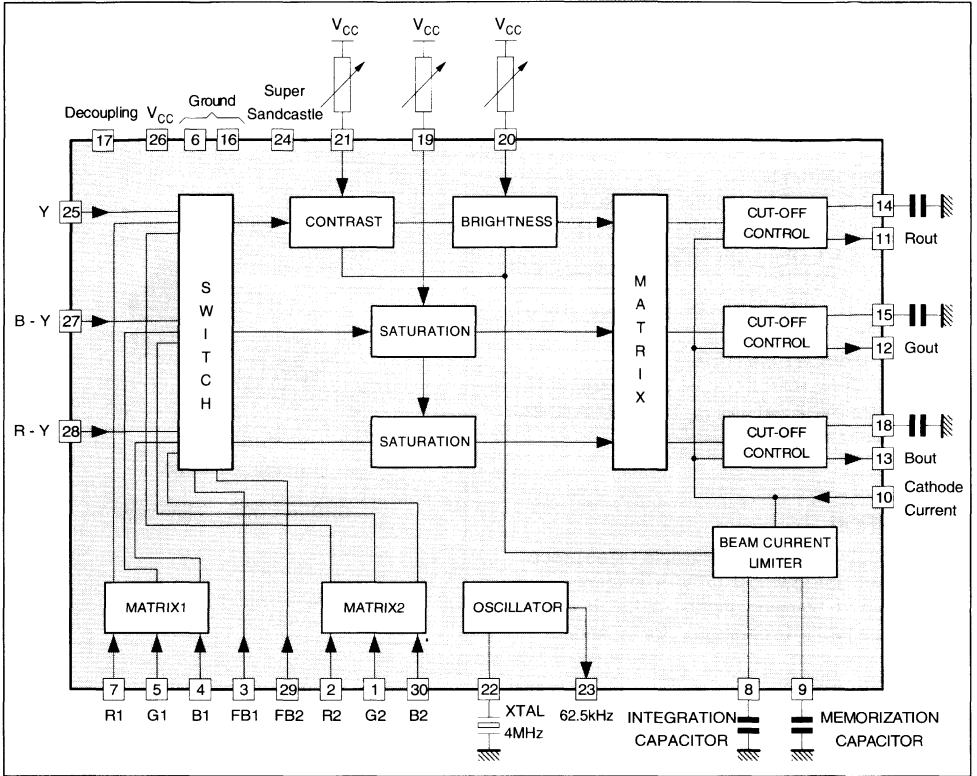 VCC VCC VCC
Decoupling VCC Ground Super Sandcastle
17 26 6 16 24 21 19 20
Y 25
B - Y 27
R - Y 28
SWITCH
CONTRAST
BRIGHTNESS
SATURATION
SATURATION
MATRIX
CUT-OFF
CONTROL
14
11 Rout
CUT-OFF
CONTROL
15
12 Gout
CUT-OFF
CONTROL
18
13 Bout
10 Cathode
Current
BEAM CURRENT
LIMITER
MATRIX1
MATRIX2
OSCILLATOR
7 5 4 3 29 2 1 30 22 23 8 9
R1 G1 B1 FB1 FB2 R2 G2 B2
XTAL
4MHz
62.5kHz
INTEGRATION
CAPACITOR
MEMORIZATION
CAPACITOR